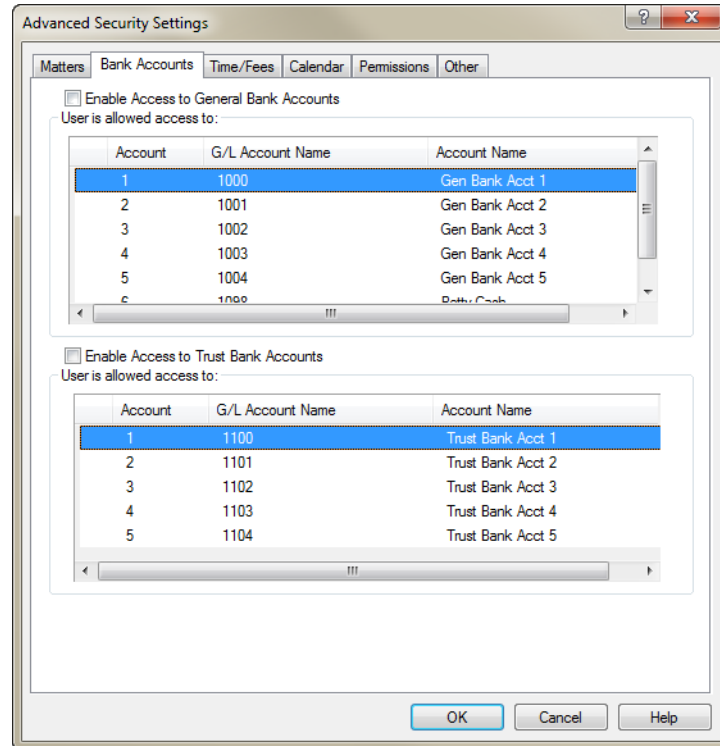 Advanced Security Settings
Matters Bank Accounts Time/Fees Calendar Permissions Other
Enable Access to General Bank Accounts
User is allowed access to:
Account G/L Account Name Account Name
1 1000 Gen Bank Acct 1
2 1001 Gen Bank Acct 2
3 1002 Gen Bank Acct 3
4 1003 Gen Bank Acct 4
5 1004 Gen Bank Acct 5
6 1098 Petty Cash
Enable Access to Trust Bank Accounts
User is allowed access to:
Account G/L Account Name Account Name
1 1100 Trust Bank Acct 1
2 1101 Trust Bank Acct 2
3 1102 Trust Bank Acct 3
4 1103 Trust Bank Acct 4
5 1104 Trust Bank Acct 5
OK Cancel Help